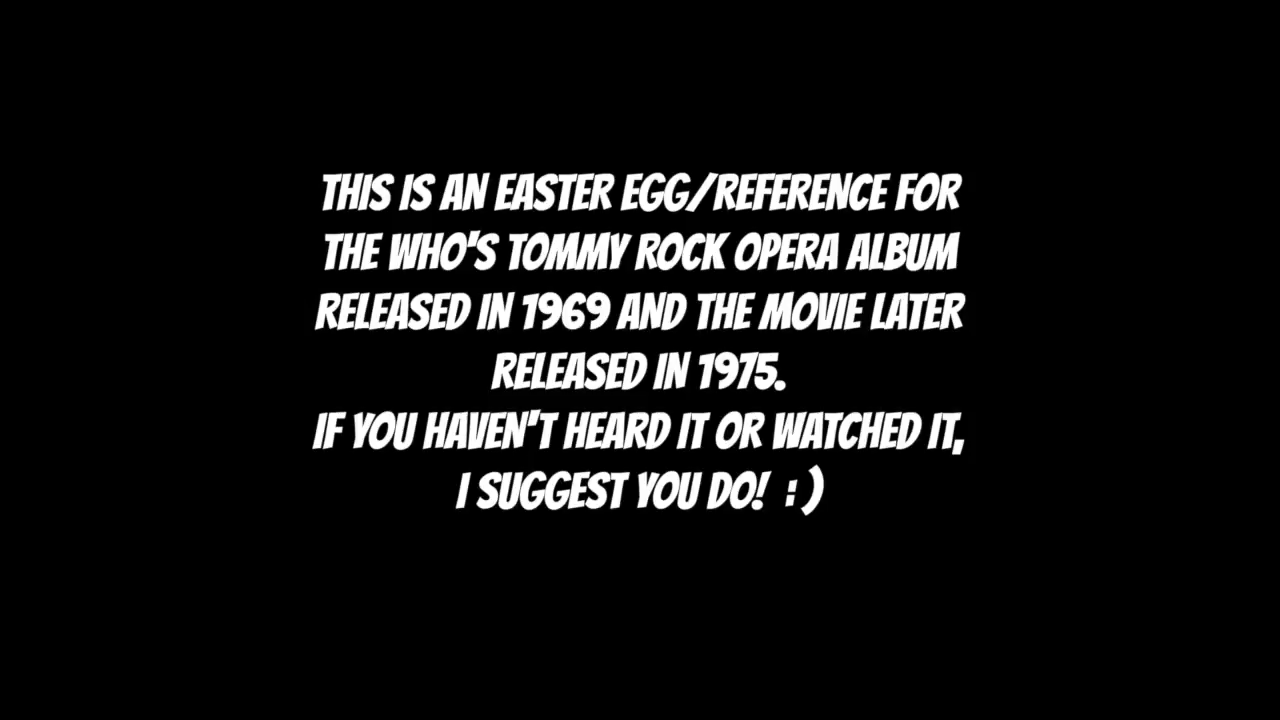 THIS IS AN EASTER EGG/REFERENCE FOR
THE WHO'S TOMMY ROCK OPERA ALBUM
RELEASED IN 1969 AND THE MOVIE LATER
RELEASED IN 1975.
IF YOU HAVEN'T HEARD IT OR WATCHED IT,
I SUGGEST YOU DO! :)